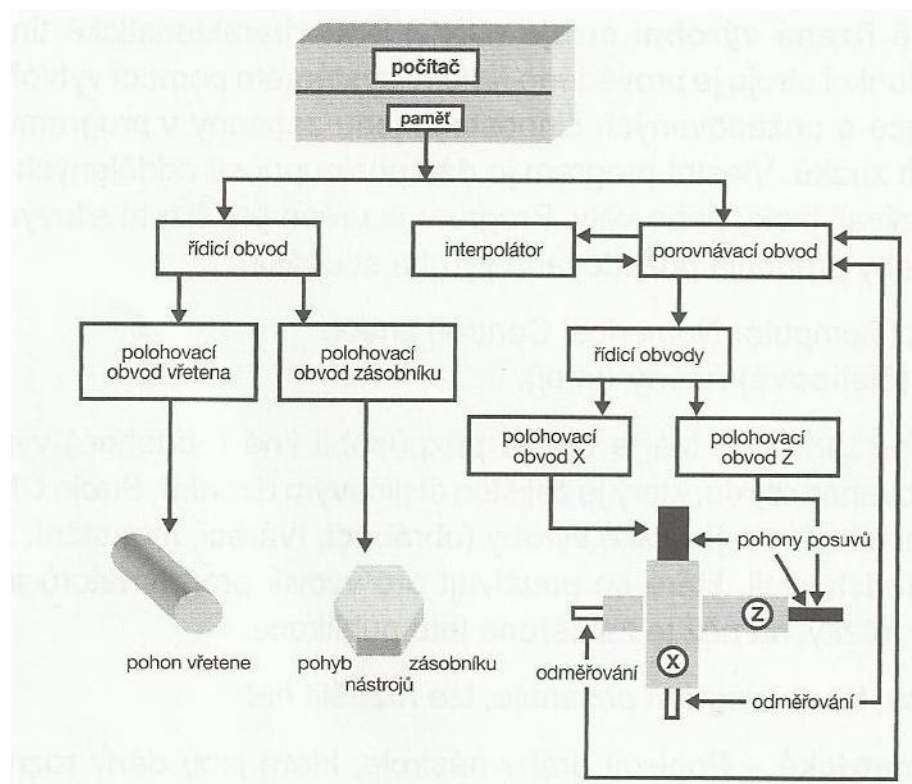 počítač
paměť
řídicí obvod
interpolátor
porovnávací obvod
polohovací
obvod vřetena
polohovací
obvod zásobníku
řídicí obvody
polohovací
obvod X
polohovací
obvod Z
pohony posuvů
Z
X
pohon vřetene
pohyb zásobníku
nástrojů
odměřování
odměřování